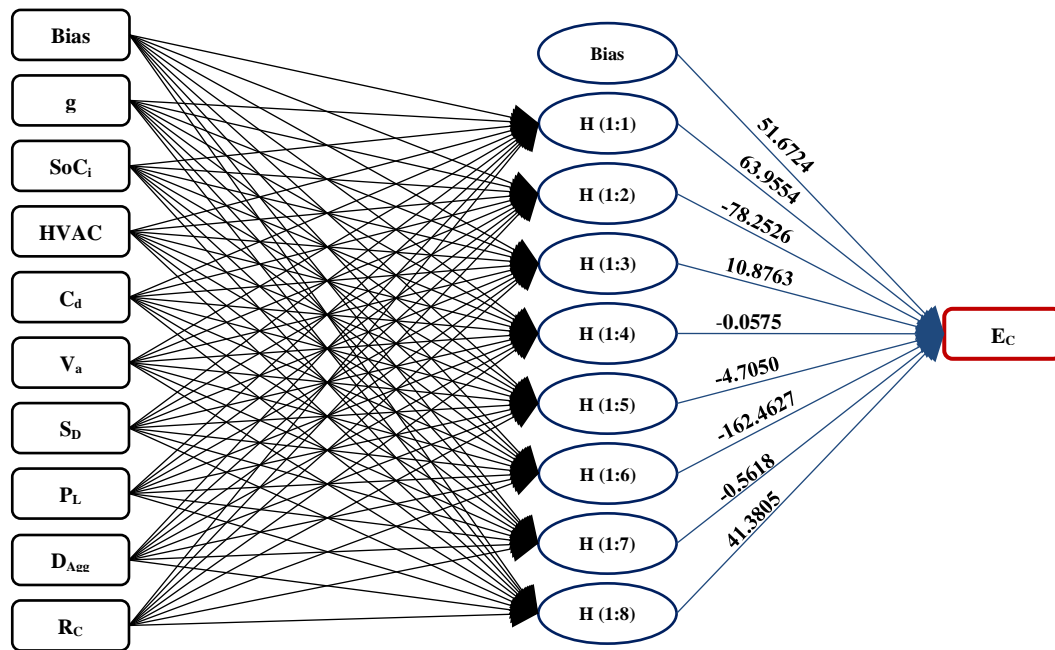 Bias
g
SoCi
HVAC
Cd
Va
SD
PL
DAgg
RC
Bias
H (1:1)
H (1:2)
H (1:3)
H (1:4)
H (1:5)
H (1:6)
H (1:7)
H (1:8)
51.6724
63.9554
-78.2526
10.8763
-0.0575
-4.7050
-162.4627
-0.5618
41.3805
EC